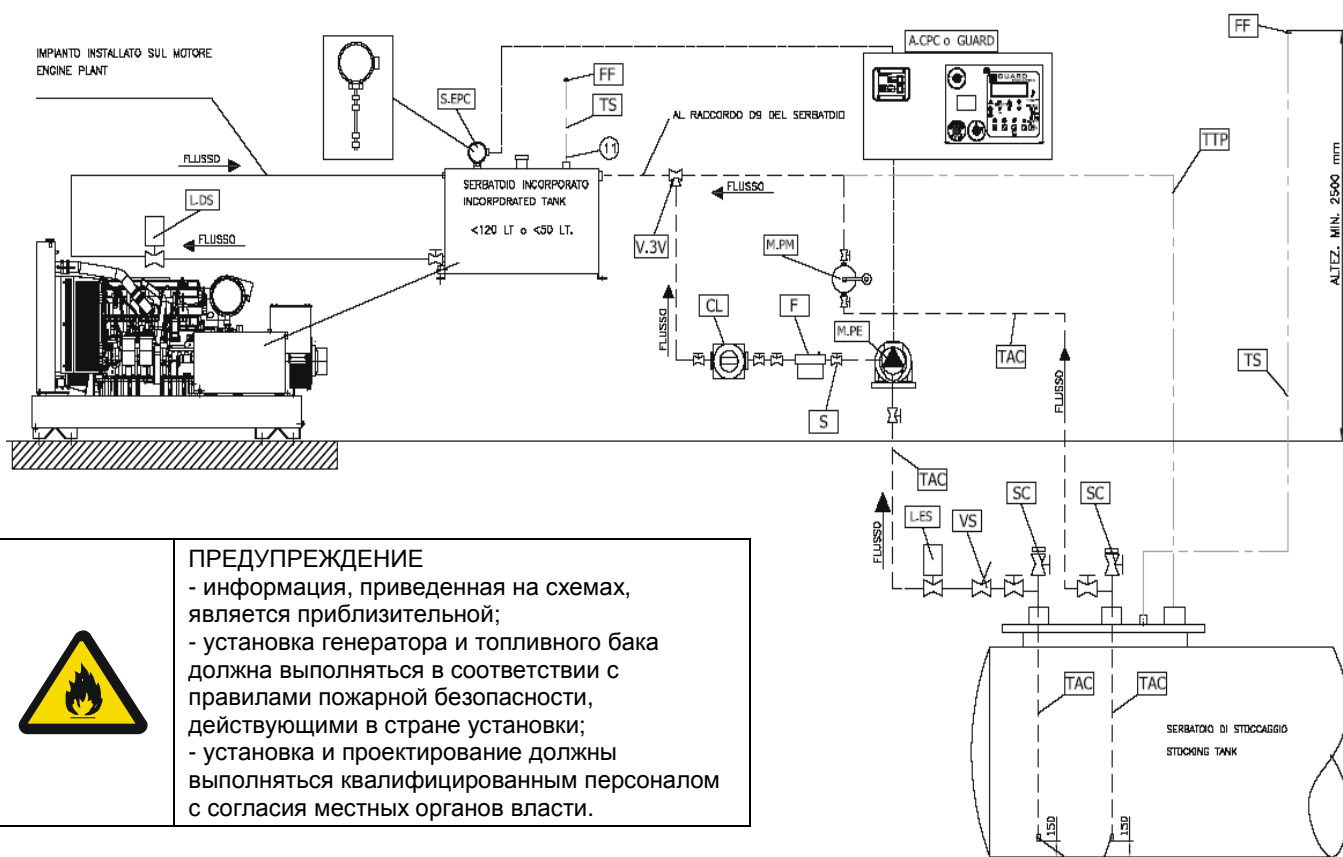 IMPIANTO INSTALLATO SUL MOTORE
ENGINE PLANT
FLUSSO
L.DS
FLUSSO
S.EPC
FF
TS
11
SERBATOIO INCORPORATO
INCORPORATED TANK
<120 LT o <50 LT.
AL RACCORDO D9 DEL SERBATOIO
A.CPC o GUARD
GUARD
FLUSSO
V.3V
M.PM
FLUSSO
CL
F
M.PE
S
TAC
FLUSSO
TTP
FF
ALTEZ. MIN. 2500 mm
TS
TAC
FLUSSO
L-ES
VS
SC
SC
TAC
TAC
SERBATOIO DI STOCCAGGIO
STOCKING TANK
150
150
ПРЕДУПРЕЖДЕНИЕ
- информация, приведенная на схемах,
является приблизительной;
- установка генератора и топливного бака
должна выполняться в соответствии с
правилами пожарной безопасности,
действующими в стране установки;
- установка и проектирование должны
выполняться квалифицированным персоналом
с согласия местных органов власти.